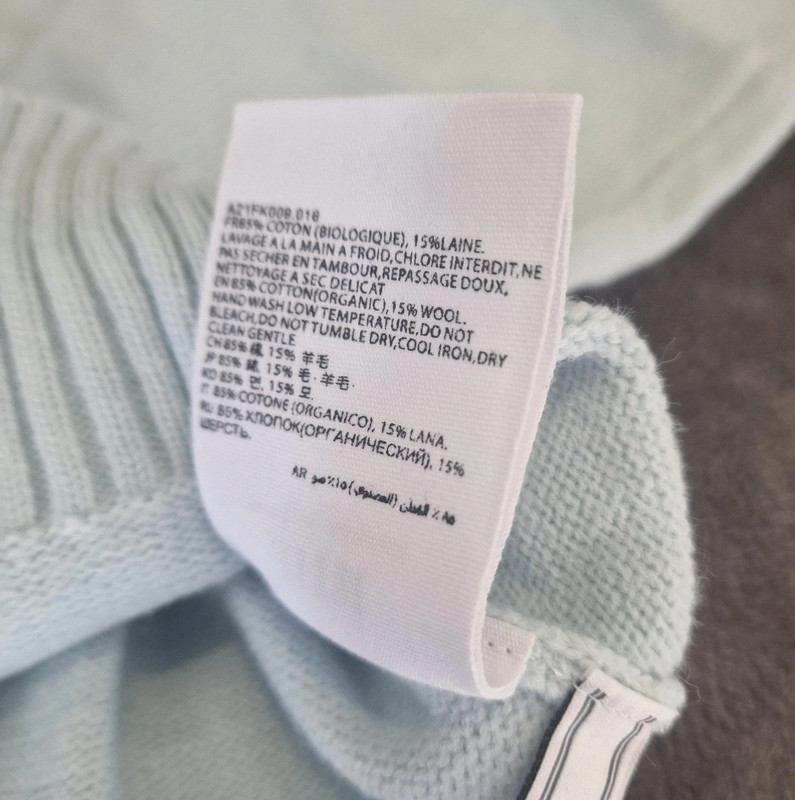 A21FK009.018
FR85% COTON (BIOLOGIQUE), 15%LAINE.
LAVAGE A LA MAIN A FROID,CHLORE INTERDIT,NE
PAS SECHER EN TAMBOUR,REPASSAGE DOUX,
NETTOYAGE A SEC DELICAT
EN 85% COTTON(ORGANIC),15% WOOL.
HAND WASH LOW TEMPERATURE,DO NOT
BLEACH,DO NOT TUMBLE DRY,COOL IRON,DRY
CLEAN GENTLE
CH 85% 15% 羊毛
JP 85% 15% 毛·羊毛·
KO 85% 면, 15% 모.
IT 85% COTONE (ORGANICO), 15% LANA.
RU 85% ХЛОПОК(ОРГАНИЧЕСКИЙ), 15%
ШЕРСТЬ.
AR ٨٥٪ ١٥٪